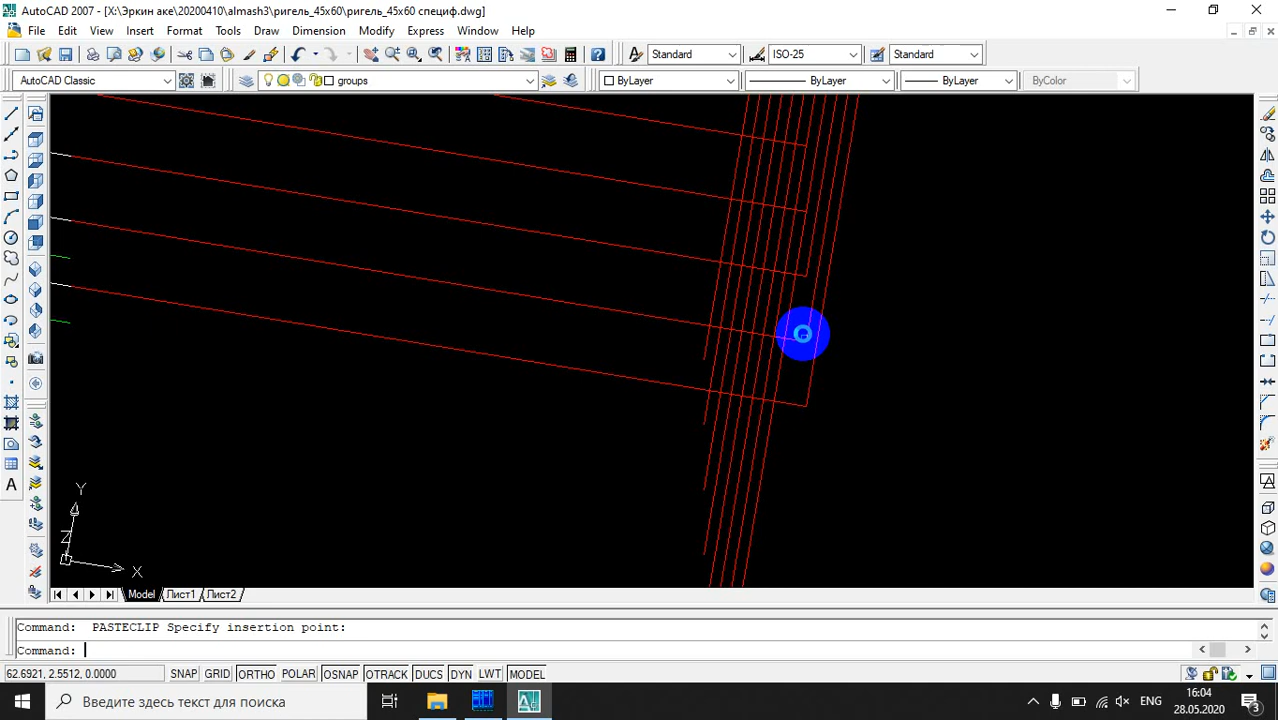 AutoCAD 2007 - [X:\Эркин аке\20200410\almash3\ригель_45x60\ригель_45x60 специф.dwg]
File Edit View Insert Format Tools Draw Dimension Modify Express Window Help
Standard ISO-25 Standard
AutoCAD Classic groups ByLayer ByLayer ByLayer ByColor
Y
Z
X
Model Лист1 Лист2
Command: PASTECLIP Specify insertion point:
Command:
62.6921, 2.5512, 0.0000 SNAP GRID ORTHO POLAR OSNAP OTRACK DUCS DYN LWT MODEL
Введите здесь текст для поиска ENG 16:04
28.05.2020 3